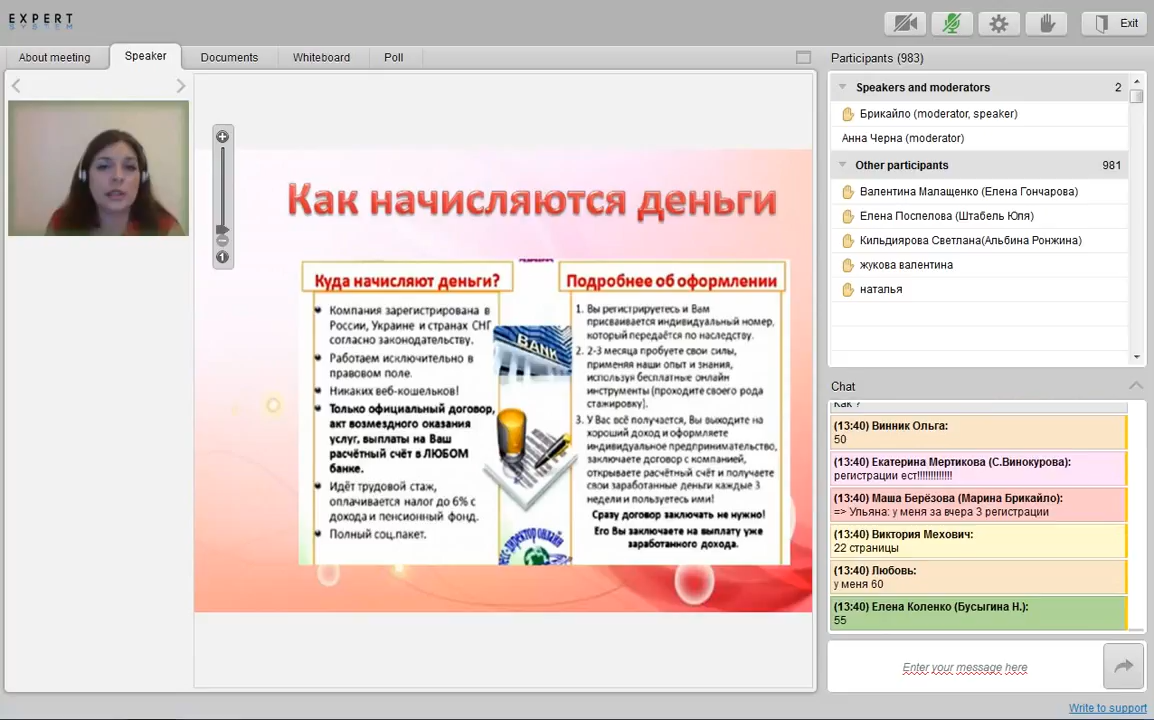 EXPERT
SYSTEM
Exit
About meeting
Speaker
Documents
Whiteboard
Poll
Participants (983)
Speakers and moderators 2
Брикайло (moderator, speaker)
Анна Черна (moderator)
Other participants 981
Валентина Малащенко (Елена Гончарова)
Елена Поспелова (Штабель Юля)
Кильдиярова Светлана(Альбина Ронжина)
жукова валентина
наталья
Как начисляются деньги
Куда начисляют деньги?
Компания зарегистрирована в
России, Украине и странах СНГ
согласно законодательству.
Работаем исключительно в
правовом поле.
Никаких веб-кошельков!
Только официальный договор,
акт возмездного оказания
услуг, выплаты на Ваш
расчётный счёт в ЛЮБОМ
банке.
Идёт трудовой стаж,
оплачивается налог до 6% с
дохода и пенсионный фонд.
Полный соц.пакет.
BANK
Подробнее об оформлении
1. Вы регистрируетесь и Вам
присваивается индивидуальный номер,
который передаётся по наследству.
2. 2-3 месяца пробуете свои силы,
применяя наши опыт и знания,
используя бесплатные онлайн
инструменты (проходите своего рода
стажировку).
3. У Вас всё получается, Вы выходите на
хороший доход и оформляете
индивидуальное предпринимательство,
заключаете договор с компанией,
открываете расчётный счёт и получаете
свои заработанные деньги каждые 3
недели и пользуетесь ими!
Сразу договор заключать не нужно!
Его Вы заключаете на выплату уже
заработанного дохода.
Chat
как ?
(13:40) Винник Ольга:
50
(13:40) Екатерина Мертикова (С.Винокурова):
регистрации ест!!!!!!!!!!!!!
(13:40) Маша Берёзова (Марина Брикайло):
=> Ульяна: у меня за вчера 3 регистрации
(13:40) Виктория Мехович:
22 страницы
(13:40) Любовь:
у меня 60
(13:40) Елена Коленко (Бусыгина Н.):
55
Enter your message here
Write to support